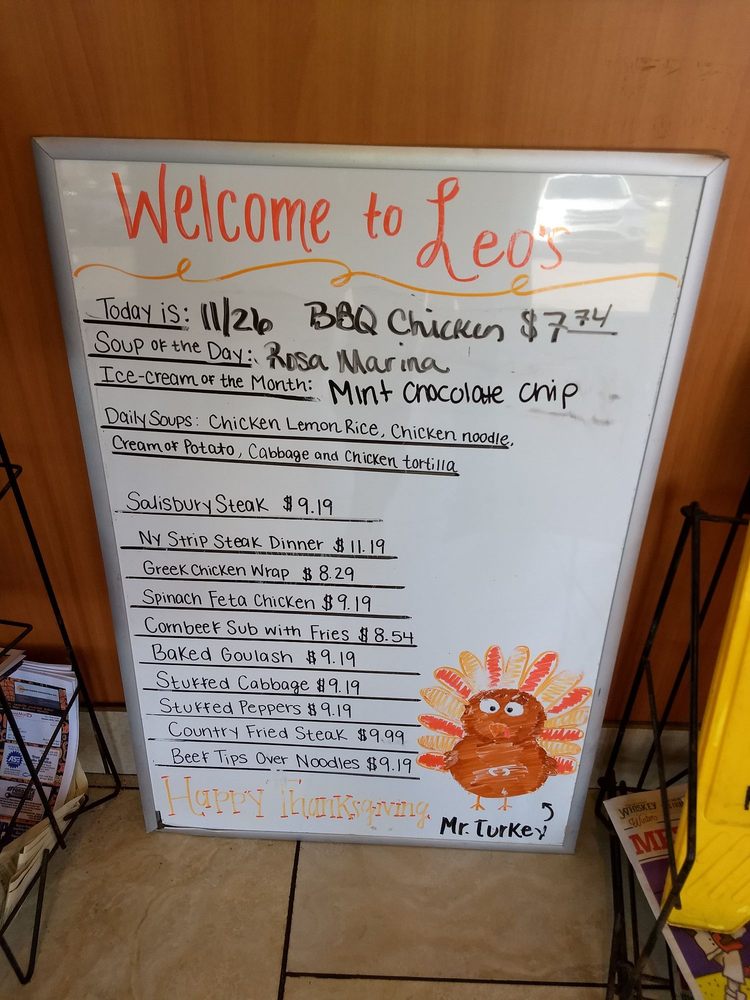 Welcome to Leo's
Today is: 11/26 BBQ Chicken $7.74
Soup of the Day: Rosa Marina
Ice-cream of the Month: Mint Chocolate Chip
Daily Soups: Chicken Lemon Rice, Chicken noodle,
Cream of Potato, Cabbage and Chicken tortilla
Salisbury Steak $9.19
Ny Strip Steak Dinner $11.19
Greek Chicken Wrap $8.29
Spinach Feta Chicken $9.19
Cornbeef Sub with Fries $8.54
Baked Goulash $9.19
Stuffed Cabbage $9.19
Stuffed Peppers $9.19
Country Fried Steak $9.99
Beef Tips Over Noodles $9.19
Happy Thanksgiving
Mr. Turkey
WHISKEY